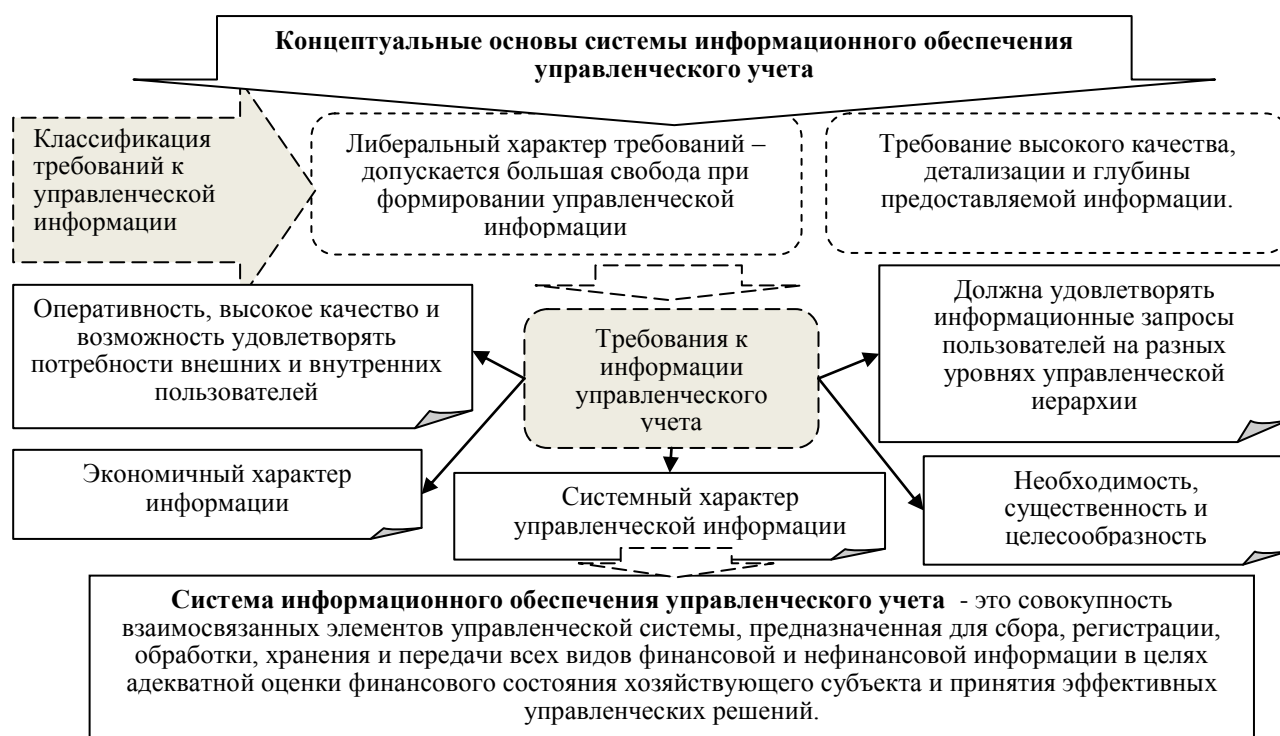 Концептуальные основы системы информационного обеспечения
управленческого учета
Классификация
требований к
управленческой
информации
Либеральный характер требований –
допускается большая свобода при
формировании управленческой
информации
Требование высокого качества,
детализации и глубины
предоставляемой информации.
Оперативность, высокое качество и
возможность удовлетворять
потребности внешних и внутренних
пользователей
Требования к
информации
управленческого
учета
Должна удовлетворять
информационные запросы
пользователей на разных
уровнях управленческой
иерархии
Экономичный характер
информации
Системный характер
управленческой информации
Необходимость,
существенность и
целесообразность
Система информационного обеспечения управленческого учета - это совокупность
взаимосвязанных элементов управленческой системы, предназначенная для сбора, регистрации,
обработки, хранения и передачи всех видов финансовой и нефинансовой информации в целях
адекватной оценки финансового состояния хозяйствующего субъекта и принятия эффективных
управленческих решений.